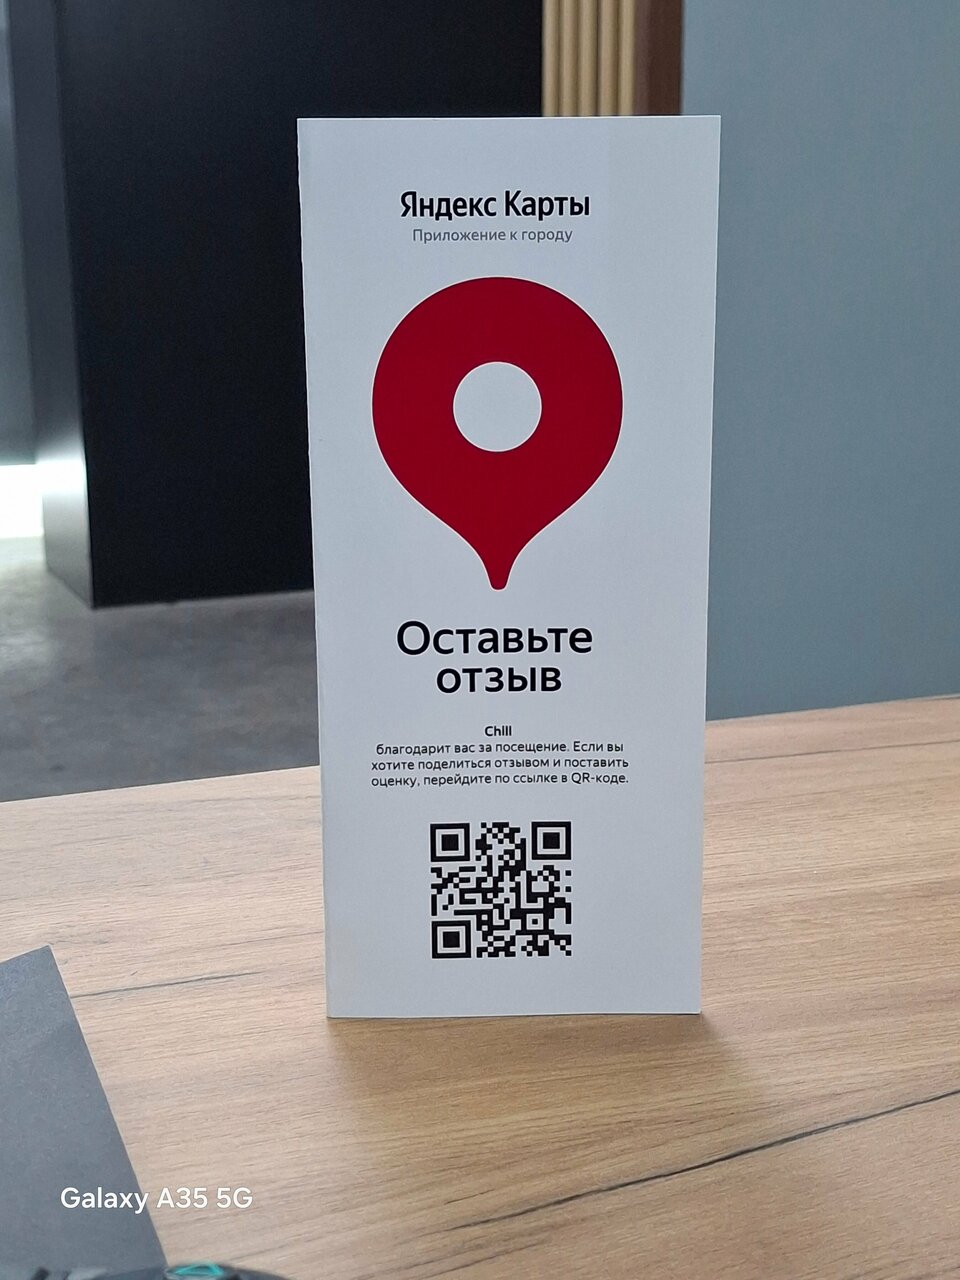 Яндекс Карты
Приложение к городу
Оставьте
отзыв
Chill
благодарит вас за посещение. Если вы
хотите поделиться отзывом и поставить
оценку, перейдите по ссылке в QR-коде.
Galaxy A35 5G